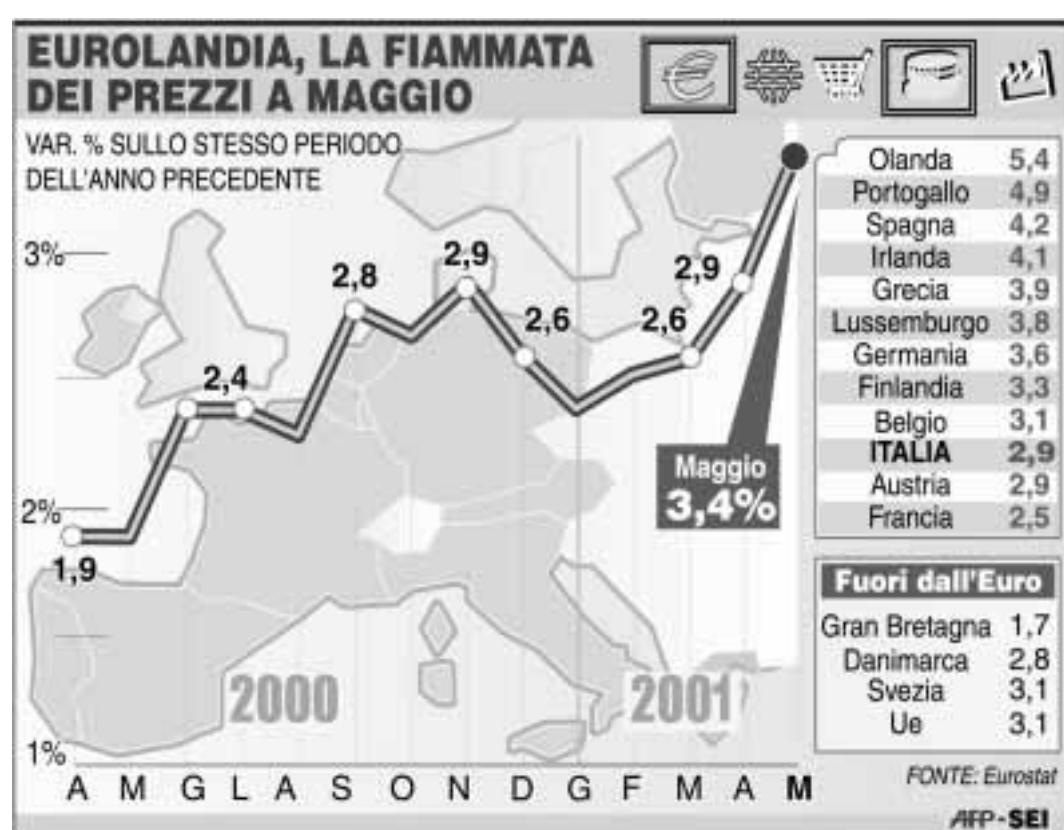 EUROLANDIA, LA FIAMMATA
DEI PREZZI A MAGGIO
€
VAR. % SULLO STESSO PERIODO
DELL'ANNO PRECEDENTE
3%
2%
1%
1,9
2,4
2,8
2,9
2,6
2,6
2,9
Maggio
3,4%
2000
2001
A M G L A S O N D G F M A M
Olanda 5,4
Portogallo 4,9
Spagna 4,2
Irlanda 4,1
Grecia 3,9
Lussemburgo 3,8
Germania 3,6
Finlandia 3,3
Belgio 3,1
ITALIA 2,9
Austria 2,9
Francia 2,5
Fuori dall'Euro
Gran Bretagna 1,7
Danimarca 2,8
Svezia 3,1
Ue 3,1
FONTE: Eurostat
AFP-SEI